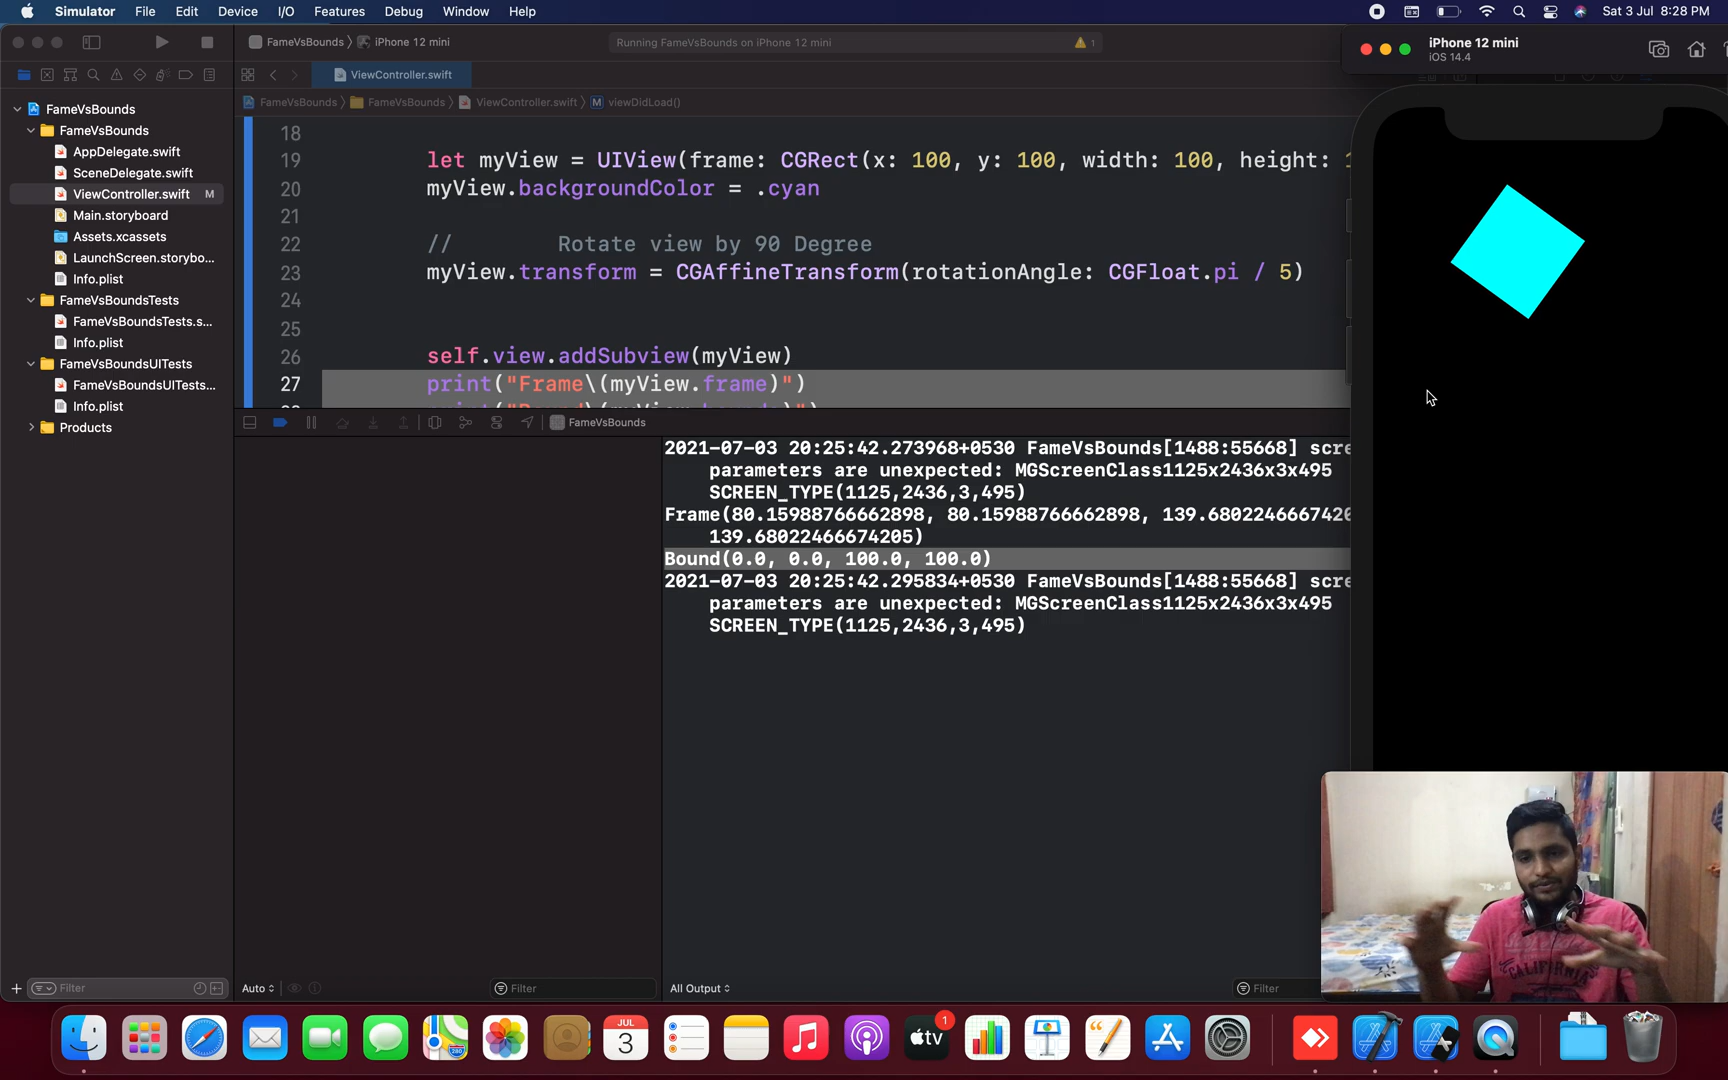 Simulator File Edit Device I/O Features Debug Window Help Sat 3 Jul 8:28 PM
FameVsBounds iPhone 12 mini Running FameVsBounds on iPhone 12 mini 1
iPhone 12 mini
iOS 14.4
ViewController.swift
FameVsBounds FameVsBounds ViewController.swift M viewDidLoad()
FameVsBounds
FameVsBounds
AppDelegate.swift
SceneDelegate.swift
ViewController.swift M
Main.storyboard
Assets.xcassets
LaunchScreen.storybo...
Info.plist
FameVsBoundsTests
FameVsBoundsTests.s...
Info.plist
FameVsBoundsUITests
FameVsBoundsUITests...
Info.plist
Products
18
19 let myView = UIView(frame: CGRect(x: 100, y: 100, width: 100, height: 1
20 myView.backgroundColor = .cyan
21
22 // Rotate view by 90 Degree
23 myView.transform = CGAffineTransform(rotationAngle: CGFloat.pi / 5)
24
25
26 self.view.addSubview(myView)
27 print("Frame\(myView.frame)")
FameVsBounds
2021-07-03 20:25:42.273968+0530 FameVsBounds[1488:55668] scre
parameters are unexpected: MGScreenClass1125x2436x3x495
SCREEN_TYPE(1125,2436,3,495)
Frame(80.15988766662898, 80.15988766662898, 139.6802246667420
139.68022466674205)
Bound(0.0, 0.0, 100.0, 100.0)
2021-07-03 20:25:42.295834+0530 FameVsBounds[1488:55668] scre
parameters are unexpected: MGScreenClass1125x2436x3x495
SCREEN_TYPE(1125,2436,3,495)
Filter Auto Filter All Output Filter
CALIFORNIA
JUL
3
280
tv
1